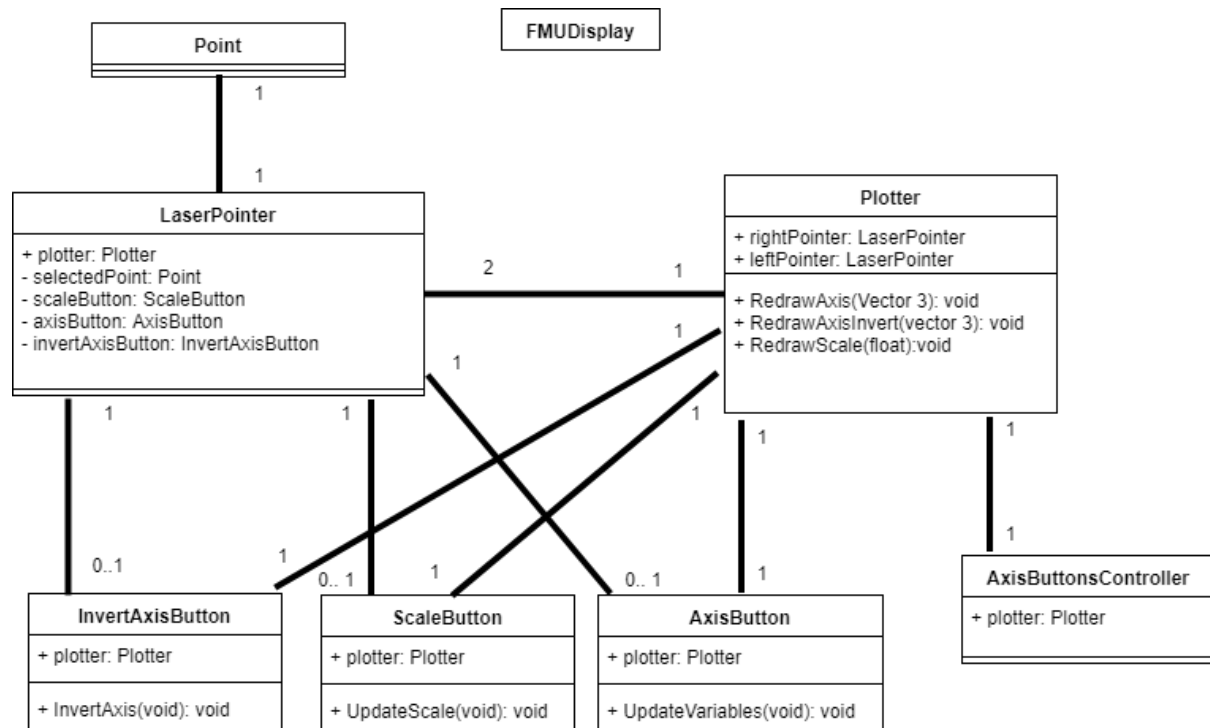 Point
FMUDisplay
1
1
LaserPointer
+ plotter: Plotter
- selectedPoint: Point
- scaleButton: ScaleButton
- axisButton: AxisButton
- invertAxisButton: InvertAxisButton
Plotter
+ rightPointer: LaserPointer
+ leftPointer: LaserPointer
+ RedrawAxis(Vector 3): void
+ RedrawAxisInvert(vector 3): void
+ RedrawScale(float):void
2
1
1
1
1
1
1
1
1
0..1
1
0.. 1
1
0.. 1
1
1
InvertAxisButton
+ plotter: Plotter
+ InvertAxis(void): void
ScaleButton
+ plotter: Plotter
+ UpdateScale(void): void
AxisButton
+ plotter: Plotter
+ UpdateVariables(void): void
AxisButtonsController
+ plotter: Plotter